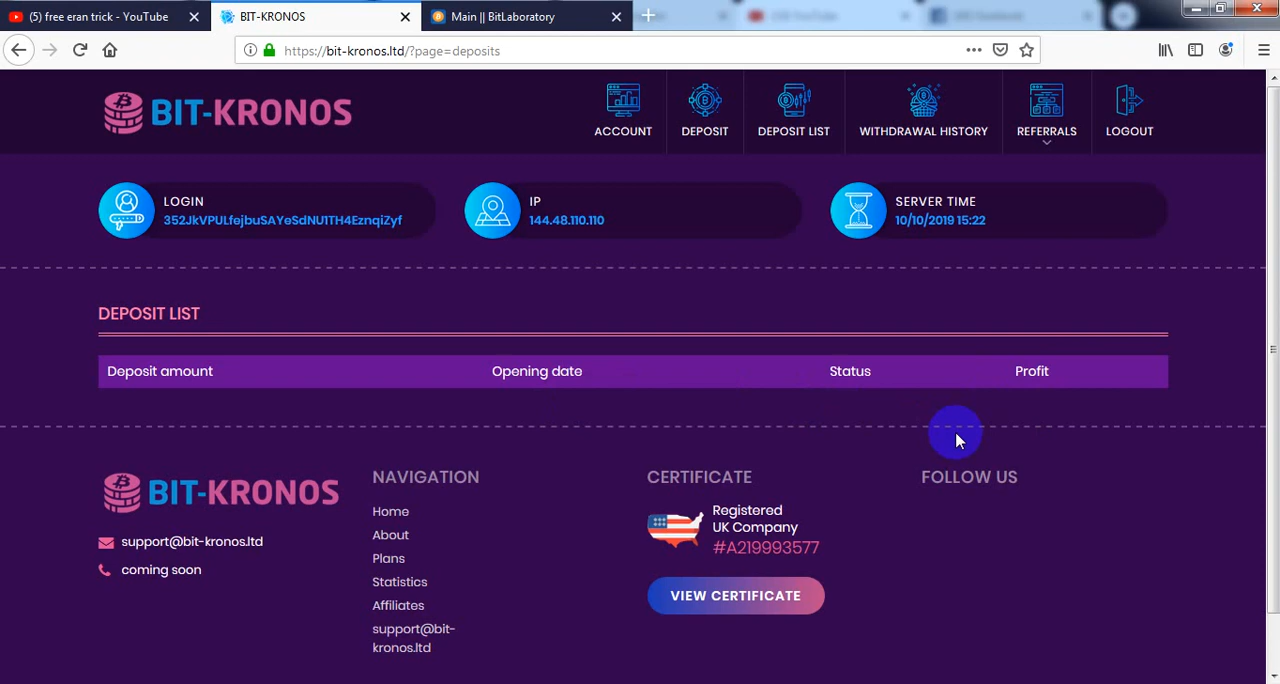 (5) free eran trick - YouTube
BIT-KRONOS
Main || BitLaboratory
https://bit-kronos.ltd/?page=deposits
BIT-KRONOS
ACCOUNT
DEPOSIT
DEPOSIT LIST
WITHDRAWAL HISTORY
REFERRALS
LOGOUT
LOGIN
352JkVPULfejbuSAYeSdNU1TH4EznqiZyf
IP
144.48.110.110
SERVER TIME
10/10/2019 15:22
DEPOSIT LIST
Deposit amount
Opening date
Status
Profit
BIT-KRONOS
support@bit-kronos.ltd
coming soon
NAVIGATION
Home
About
Plans
Statistics
Affiliates
support@bit-
kronos.ltd
CERTIFICATE
Registered
UK Company
#A219993577
VIEW CERTIFICATE
FOLLOW US